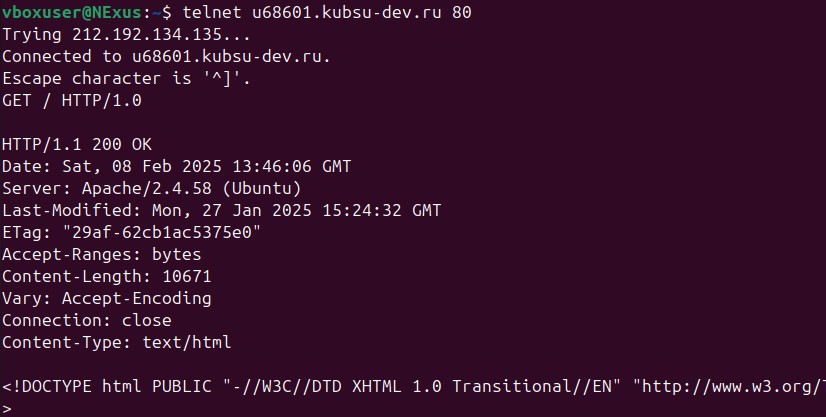 vboxuser@NExus:~$ telnet u68601.kubsu-dev.ru 80
Trying 212.192.134.135...
Connected to u68601.kubsu-dev.ru.
Escape character is '^]'.
GET / HTTP/1.0

HTTP/1.1 200 OK
Date: Sat, 08 Feb 2025 13:46:06 GMT
Server: Apache/2.4.58 (Ubuntu)
Last-Modified: Mon, 27 Jan 2025 15:24:32 GMT
ETag: "29af-62cb1ac5375e0"
Accept-Ranges: bytes
Content-Length: 10671
Vary: Accept-Encoding
Connection: close
Content-Type: text/html

<!DOCTYPE html PUBLIC "-//W3C//DTD XHTML 1.0 Transitional//EN" "http://www.w3.org/
>